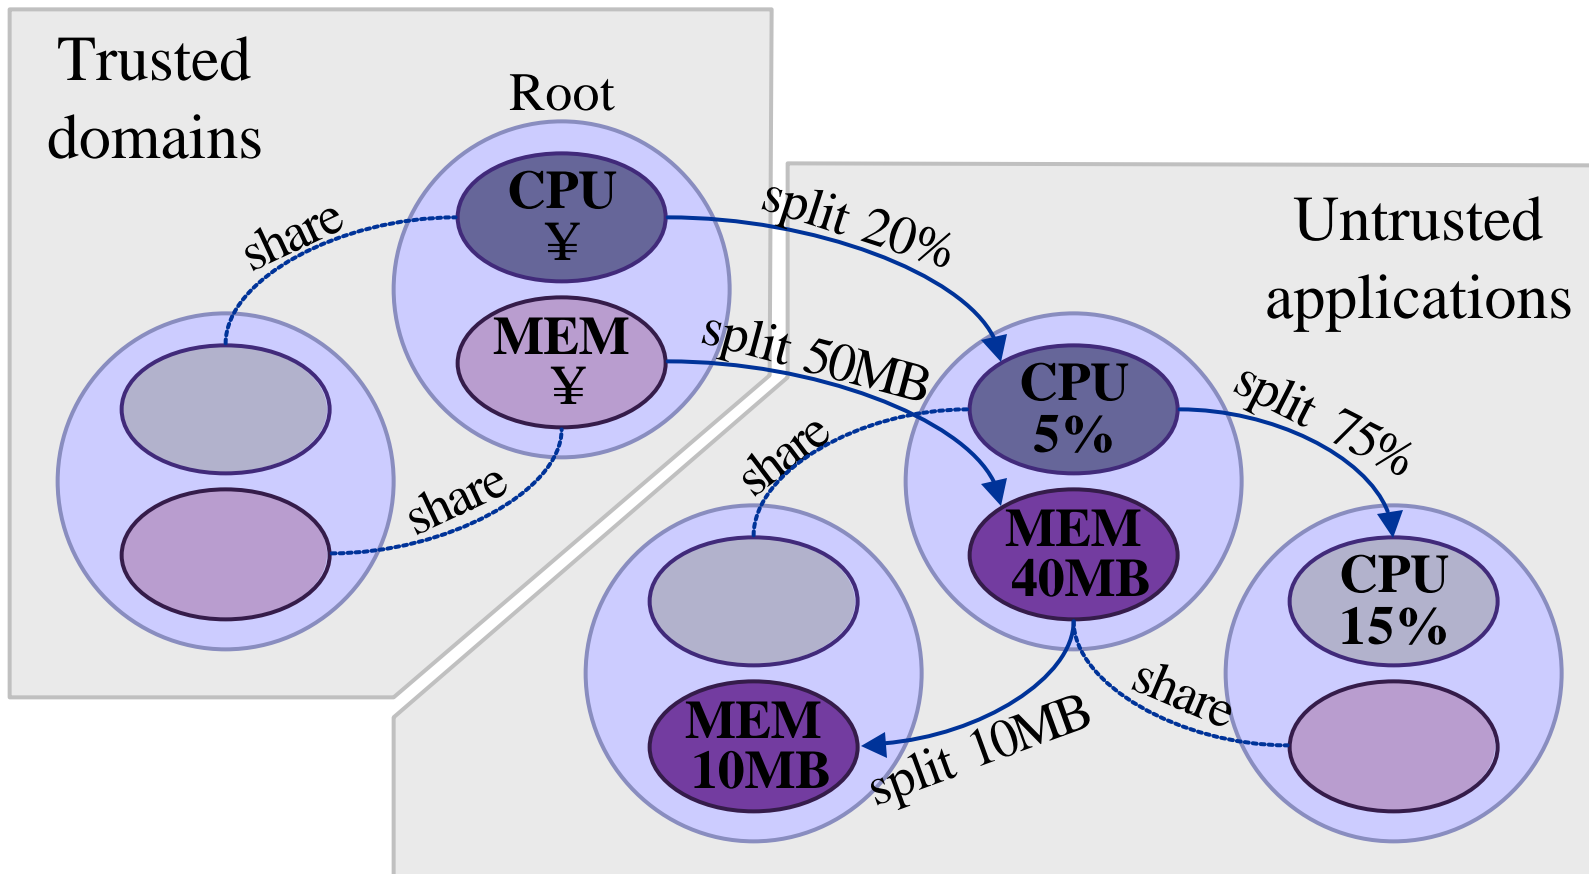 Trusted
domains
Root
CPU
¥
MEM
¥
share
share
split 20%
split 50MB
Untrusted
applications
CPU
5%
MEM
40MB
split 75%
share
CPU
15%
share
MEM
10MB
split 10MB